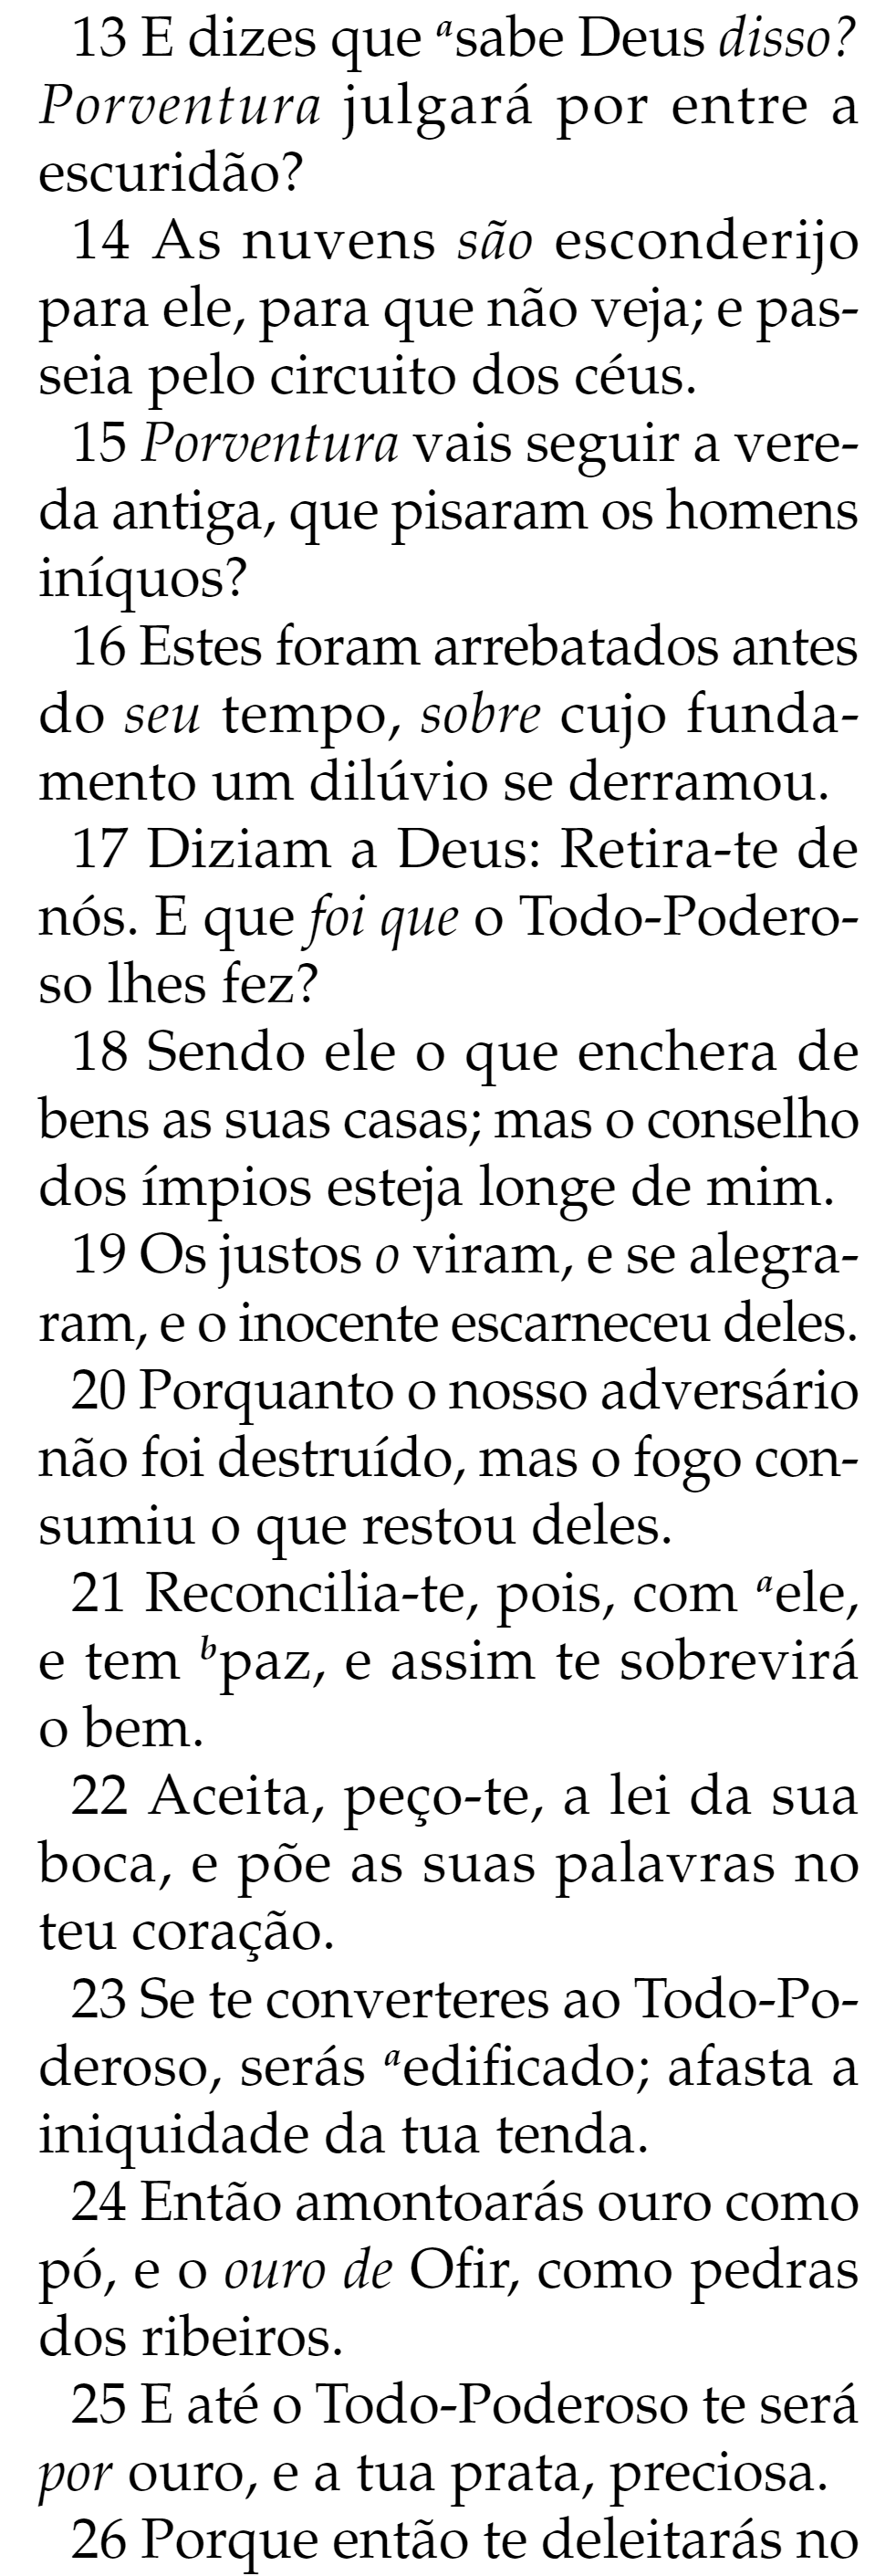 13 E dizes que ᵃsabe Deus disso?
Porventura julgará por entre a
escuridão?
14 As nuvens são esconderijo
para ele, para que não veja; e pas-
seia pelo circuito dos céus.
15 Porventura vais seguir a vere-
da antiga, que pisaram os homens
iníquos?
16 Estes foram arrebatados antes
do seu tempo, sobre cujo funda-
mento um dilúvio se derramou.
17 Diziam a Deus: Retira-te de
nós. E que foi que o Todo-Podero-
so lhes fez?
18 Sendo ele o que enchera de
bens as suas casas; mas o conselho
dos ímpios esteja longe de mim.
19 Os justos o viram, e se alegra-
ram, e o inocente escarneceu deles.
20 Porquanto o nosso adversário
não foi destruído, mas o fogo con-
sumiu o que restou deles.
21 Reconcilia-te, pois, com ᵃele,
e tem ᵇpaz, e assim te sobrevirá
o bem.
22 Aceita, peço-te, a lei da sua
boca, e põe as suas palavras no
teu coração.
23 Se te converteres ao Todo-Po-
deroso, serás ᵃedificado; afasta a
iniquidade da tua tenda.
24 Então amontoarás ouro como
pó, e o ouro de Ofir, como pedras
dos ribeiros.
25 E até o Todo-Poderoso te será
por ouro, e a tua prata, preciosa.
26 Porque então te deleitarás no